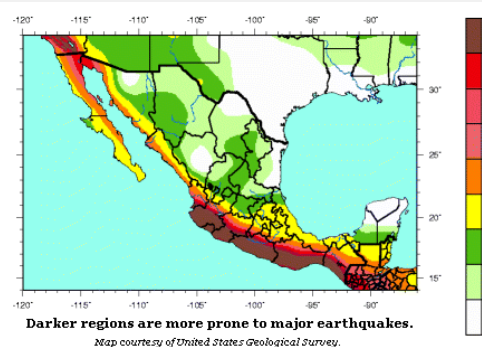 -120° -115° -110° -105° -100° -95° -90°
30°
25°
20°
15°
-120° -115° -110° -105° -100° -95° -90°
Darker regions are more prone to major earthquakes.
Map courtesy of United States Geological Survey.